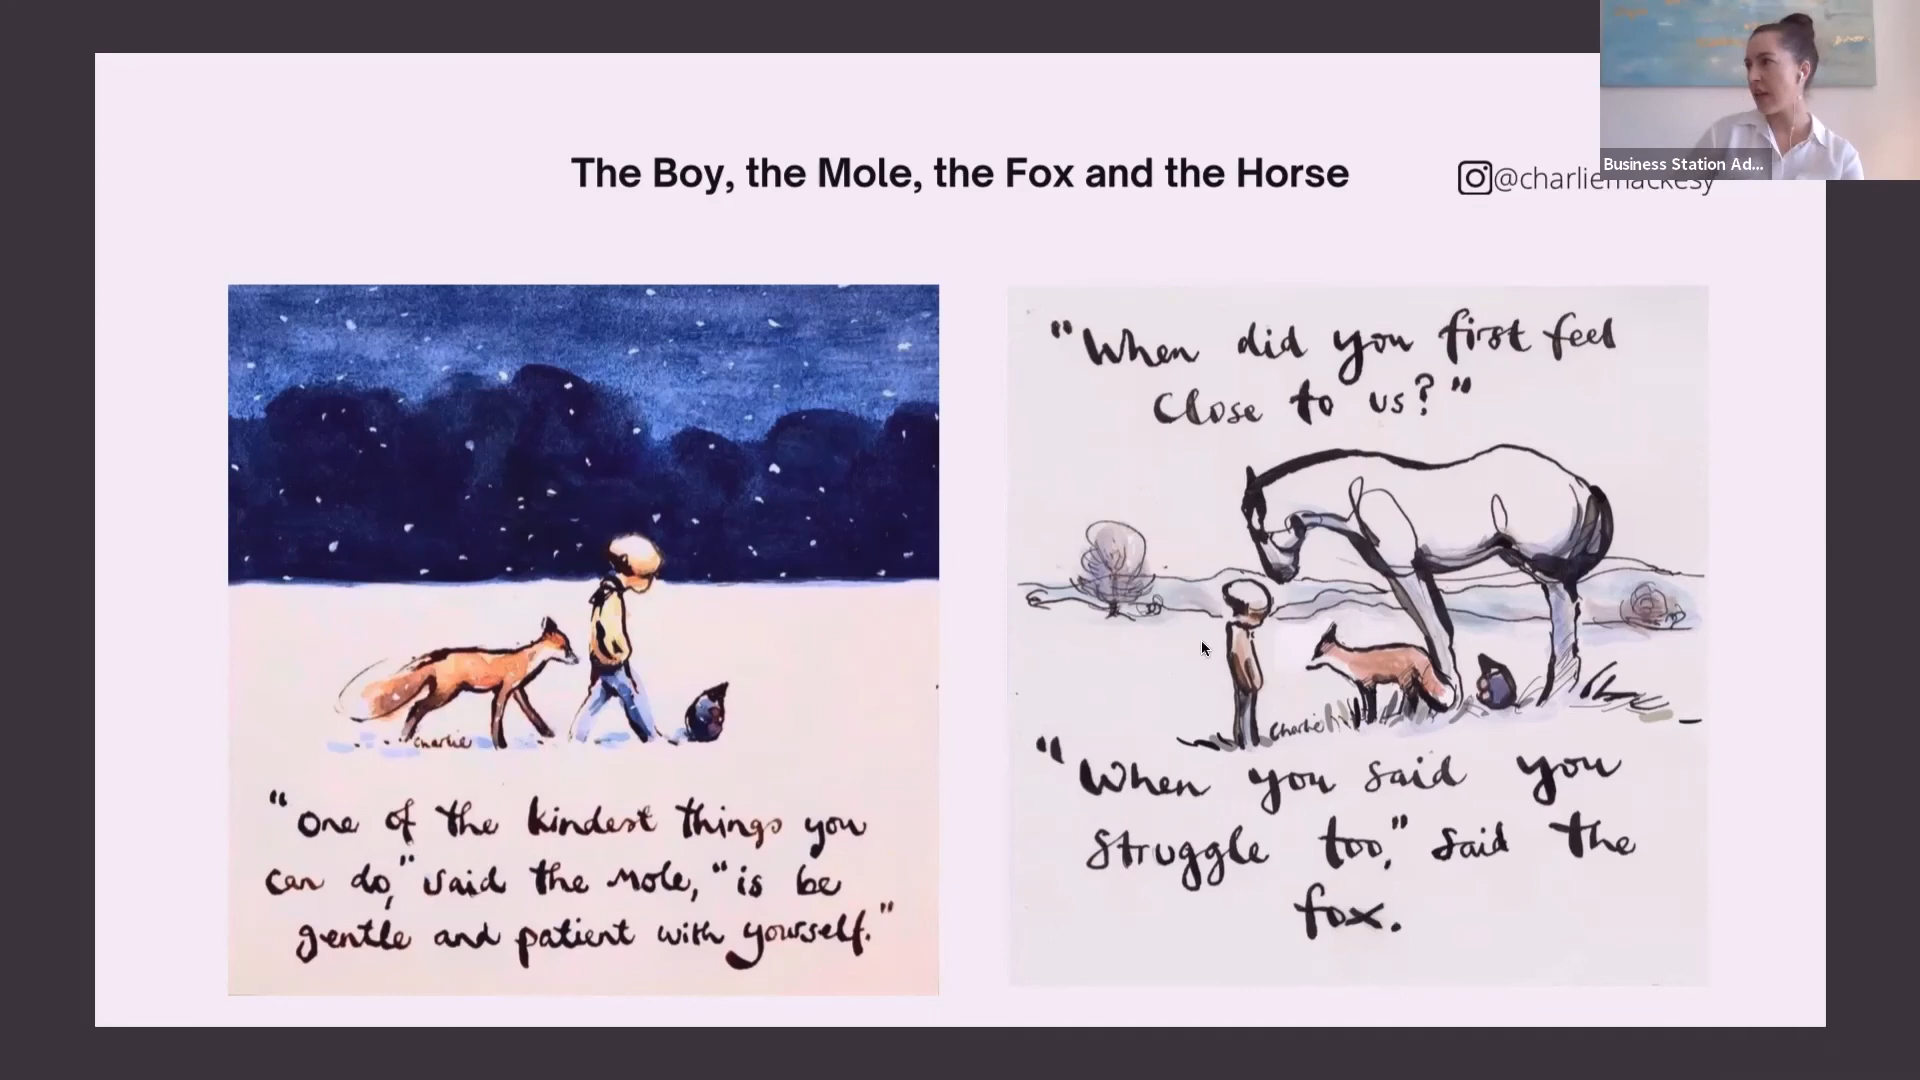 Business Station Ad...
The Boy, the Mole, the Fox and the Horse
@charliemackesy
"When did you first feel
Close to us?"
Charlie
"When you said you
struggle too," said the
fox.
Charlie
"One of the kindest things you
can do," said the mole, "is be
gentle and patient with yourself."